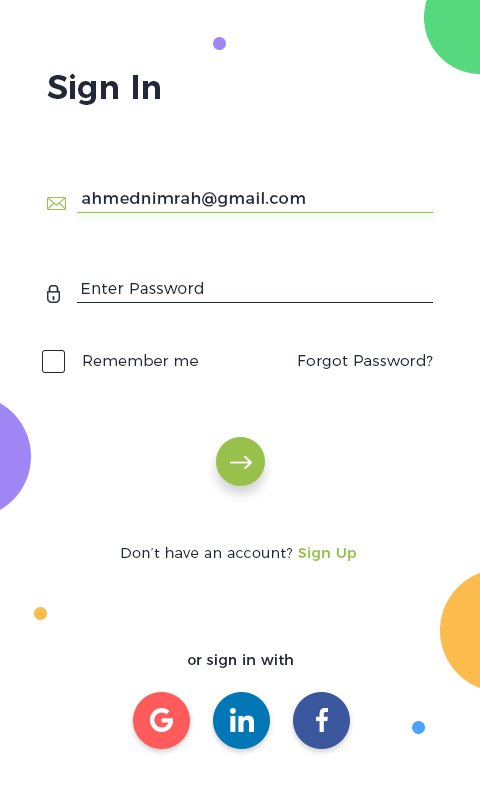 Sign In
ahmednimrah@gmail.com
Enter Password
Remember me Forgot Password?
Don't have an account? Sign Up
or sign in with
G in f